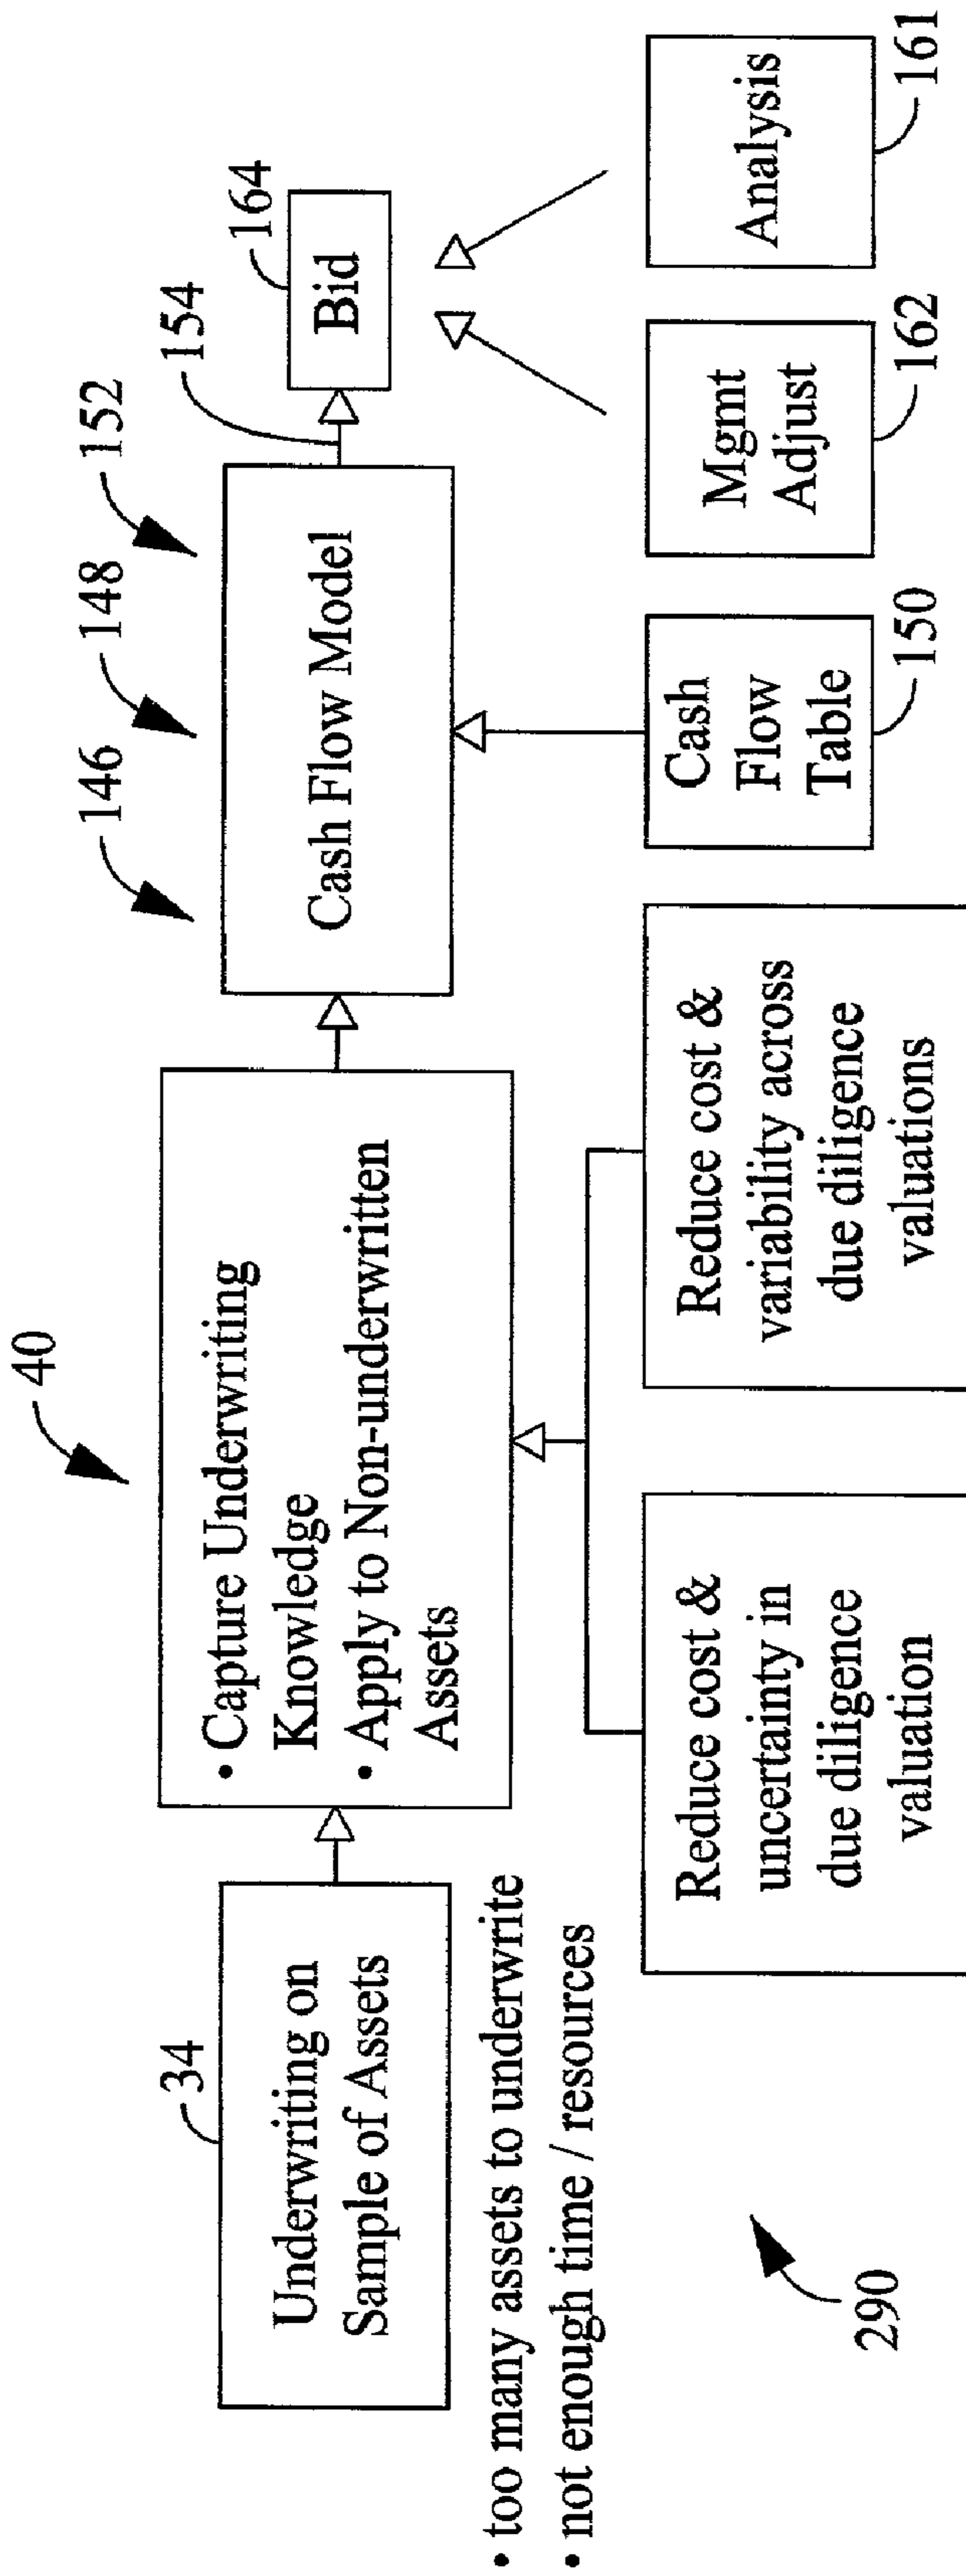 40
146
148
152
154
164
34
Underwriting on
Sample of Assets
• Capture Underwriting
Knowledge
• Apply to Non-underwritten
Assets
Cash Flow Model
Bid
• too many assets to underwrite
• not enough time / resources
Reduce cost &
uncertainty in
due diligence
valuation
Reduce cost &
variability across
due diligence
valuations
Cash
Flow
Table
150
Mgmt
Adjust
162
Analysis
161
290